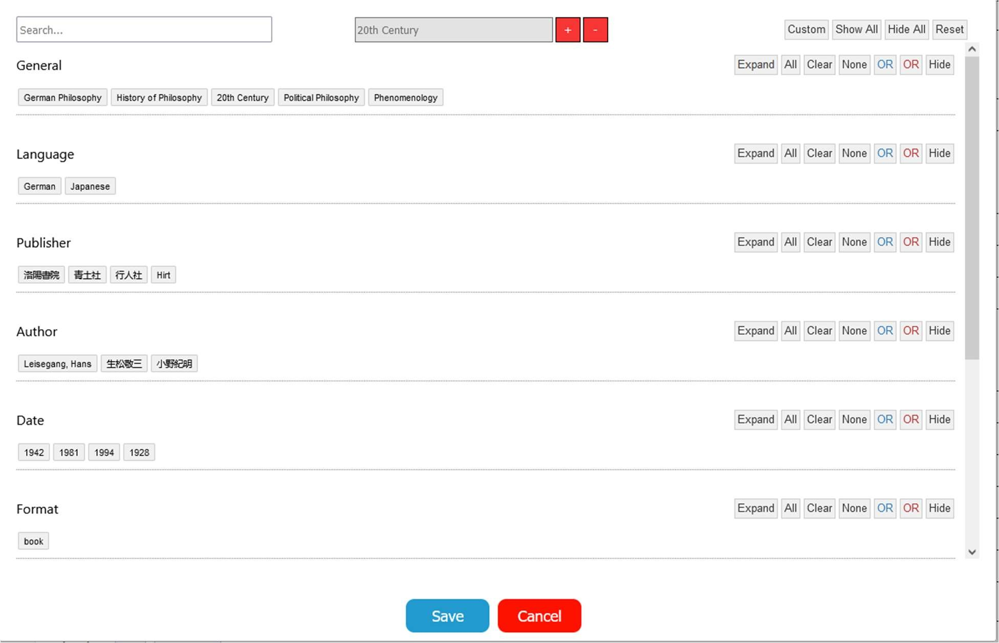 Search...
20th Century + -
Custom Show All Hide All Reset
General
Expand All Clear None OR OR Hide
German Philosophy History of Philosophy 20th Century Political Philosophy Phenomenology
Language
Expand All Clear None OR OR Hide
German Japanese
Publisher
Expand All Clear None OR OR Hide
洛陽書院 青土社 行人社 Hirt
Author
Expand All Clear None OR OR Hide
Leisegang, Hans 生松敬三 小野紀明
Date
Expand All Clear None OR OR Hide
1942 1981 1994 1928
Format
Expand All Clear None OR OR Hide
book
Save Cancel